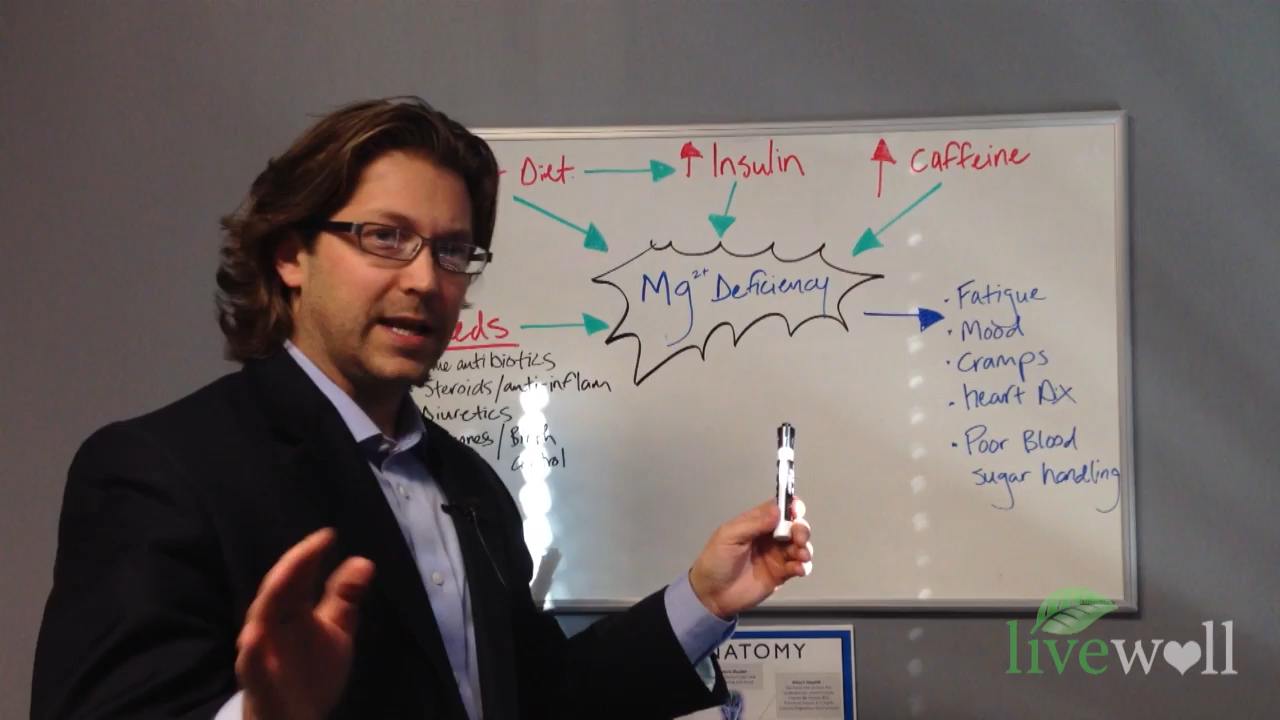 Diet
↑ Insulin
↑ Caffeine
Mg²⁺ Deficiency
eds
antibiotics
Steroids/anti-inflam
Diuretics
/ Birth
control
· Fatigue
· Mood
· Cramps
· heart Dx
· Poor Blood
sugar handling
NATOMY
livewell